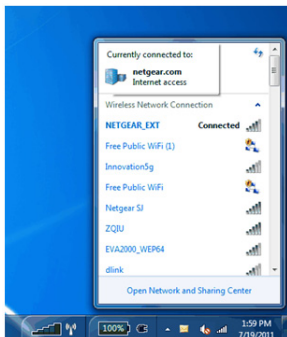 Currently connected to:
netgear.com
Internet access
Wireless Network Connection
NETGEAR_EXT Connected
Free Public WiFi (1)
Innovation5g
Free Public WiFi
Netgear SJ
ZQIU
EVA2000_WEP64
dlink
Open Network and Sharing Center
100%
1:59 PM
7/19/2011